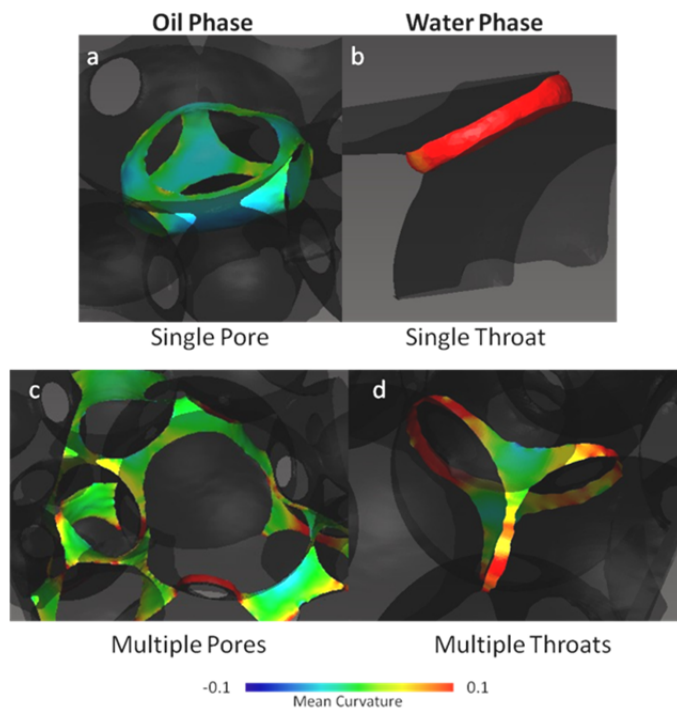 Oil Phase
Water Phase
a
b
Single Pore
Single Throat
c
d
Multiple Pores
Multiple Throats
-0.1
0.1
Mean Curvature